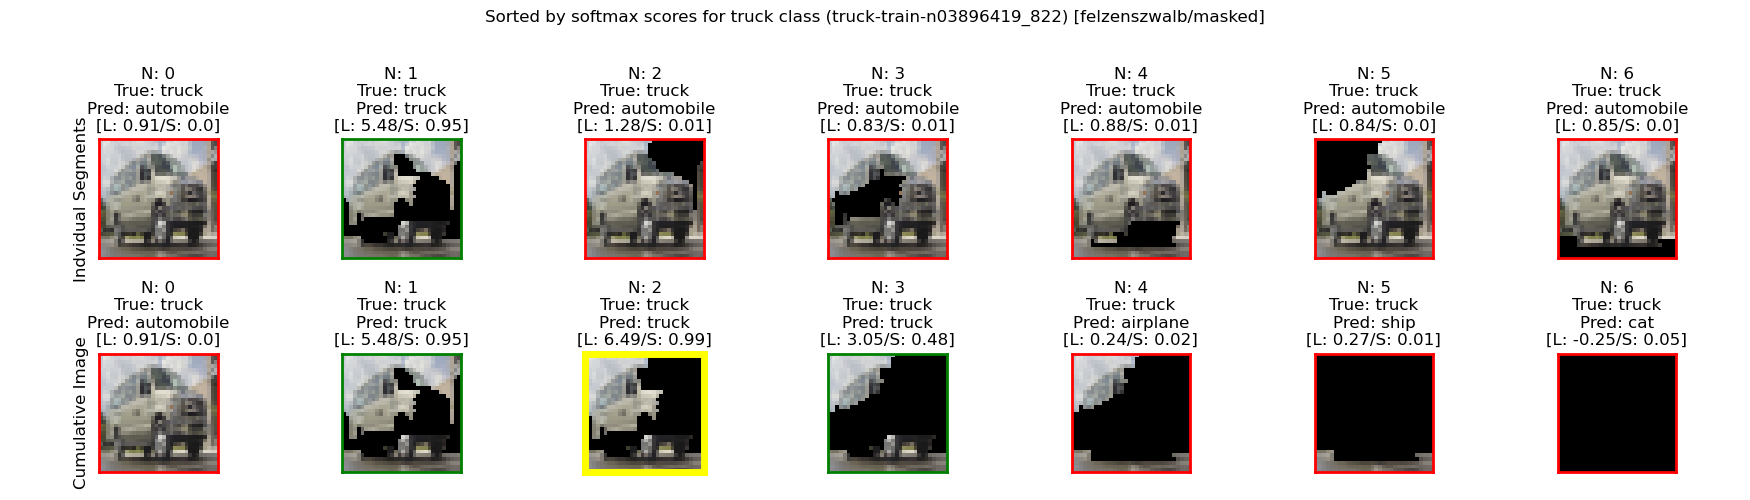 Sorted by softmax scores for truck class (truck-train-n03896419_822) [felzenszwalb/masked]
Indvidual Segments
N: 0
True: truck
Pred: automobile
[L: 0.91/S: 0.0]
N: 1
True: truck
Pred: truck
[L: 5.48/S: 0.95]
N: 2
True: truck
Pred: automobile
[L: 1.28/S: 0.01]
N: 3
True: truck
Pred: automobile
[L: 0.83/S: 0.01]
N: 4
True: truck
Pred: automobile
[L: 0.88/S: 0.01]
N: 5
True: truck
Pred: automobile
[L: 0.84/S: 0.0]
N: 6
True: truck
Pred: automobile
[L: 0.85/S: 0.0]
Cumulative Image
N: 0
True: truck
Pred: automobile
[L: 0.91/S: 0.0]
N: 1
True: truck
Pred: truck
[L: 5.48/S: 0.95]
N: 2
True: truck
Pred: truck
[L: 6.49/S: 0.99]
N: 3
True: truck
Pred: truck
[L: 3.05/S: 0.48]
N: 4
True: truck
Pred: airplane
[L: 0.24/S: 0.02]
N: 5
True: truck
Pred: ship
[L: 0.27/S: 0.01]
N: 6
True: truck
Pred: cat
[L: -0.25/S: 0.05]